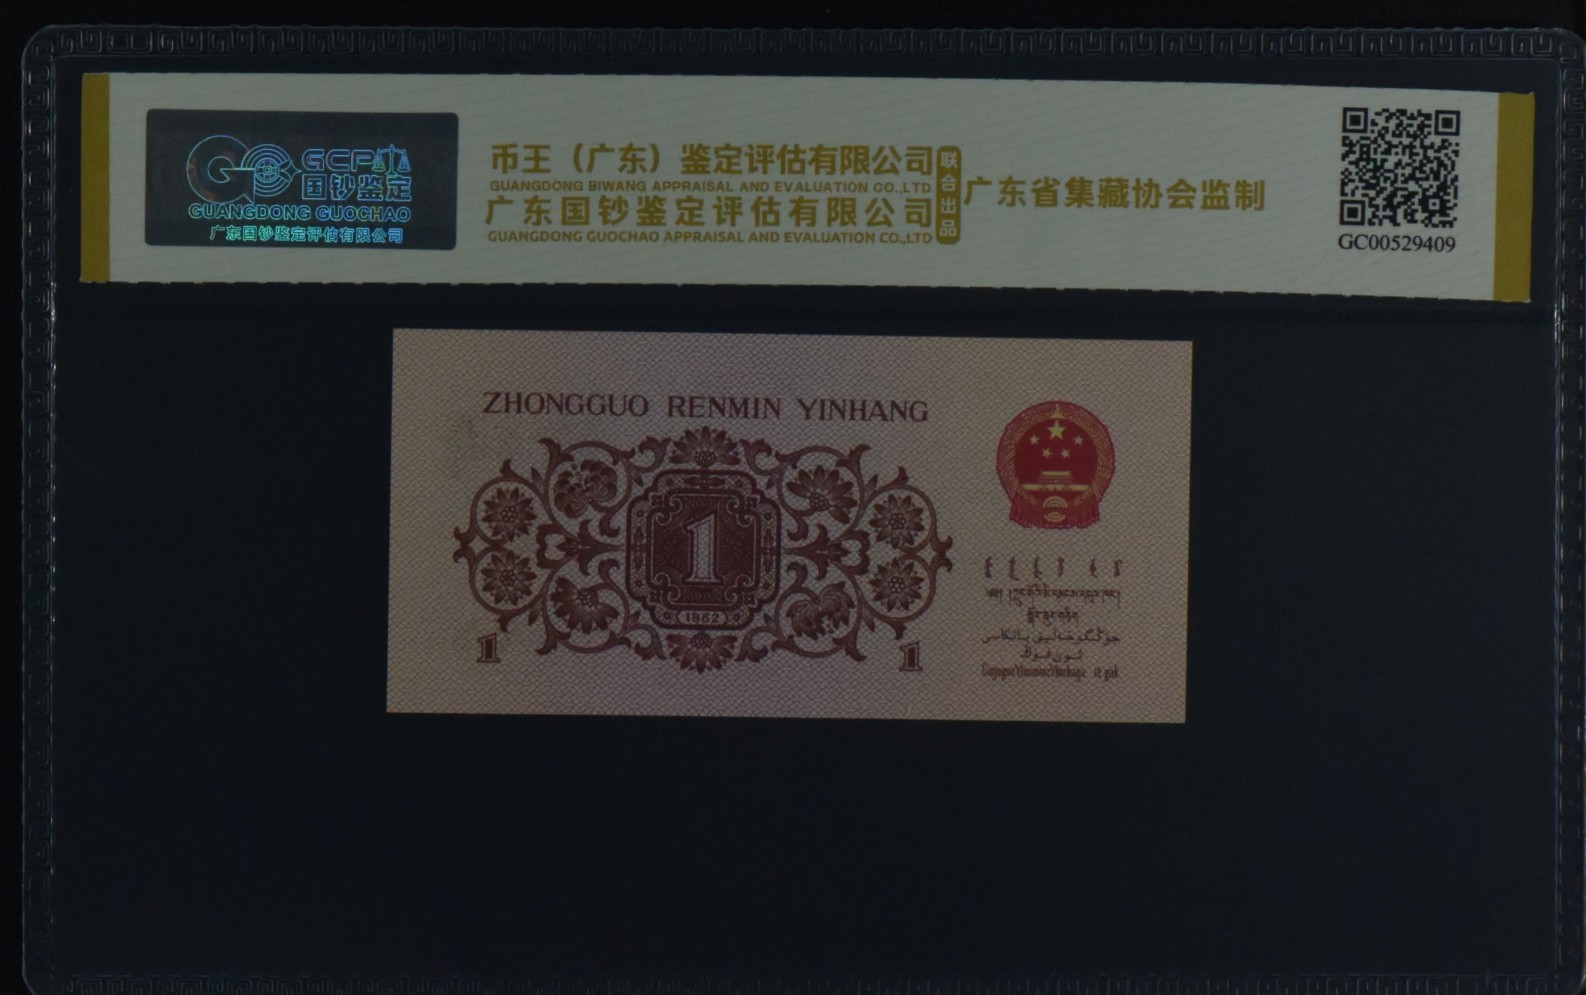 GCP
国钞鉴定
GUANGDONG GUOCHAO
广东国钞鉴定评估有限公司
币王（广东）鉴定评估有限公司
GUANGDONG BIWANG APPRAISAL AND EVALUATION CO.,LTD
广东国钞鉴定评估有限公司
GUANGDONG GUOCHAO APPRAISAL AND EVALUATION CO.,LTD
联合出品
广东省集藏协会监制
GC00529409
ZHONGGUO RENMIN YINHANG
1
1962
1
1